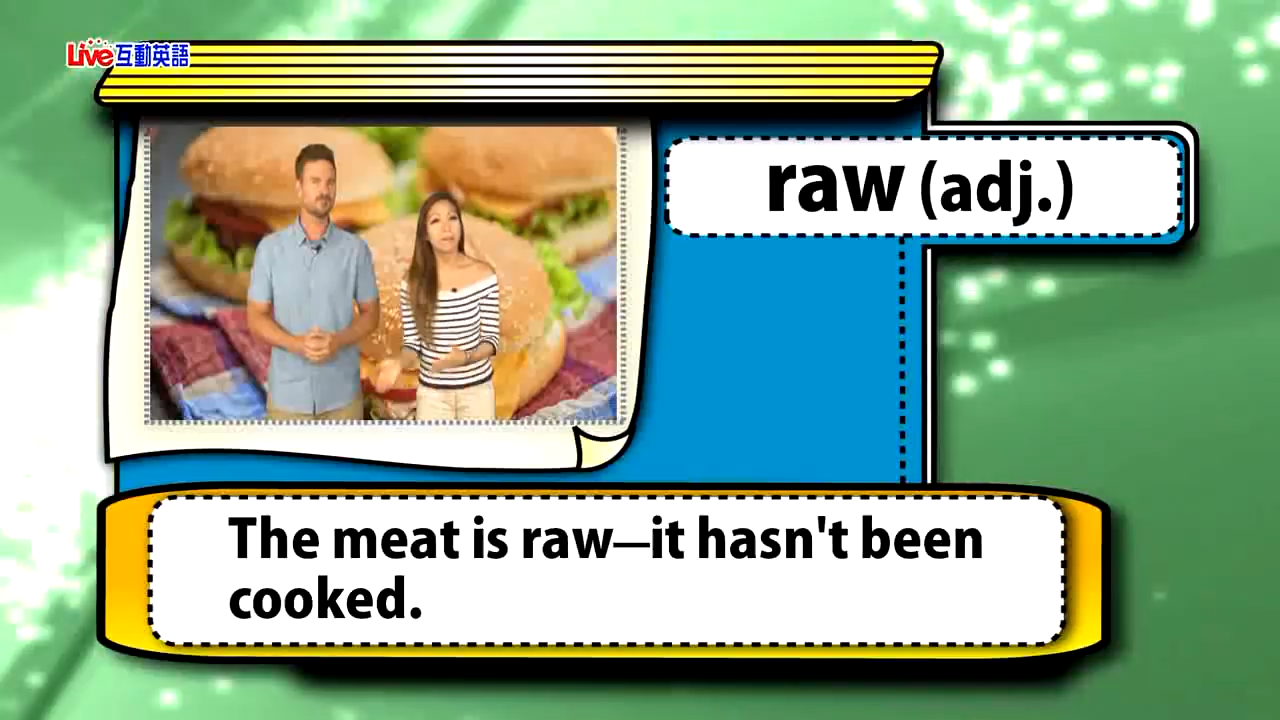 Live互動英語
raw (adj.)
The meat is raw—it hasn't been
cooked.